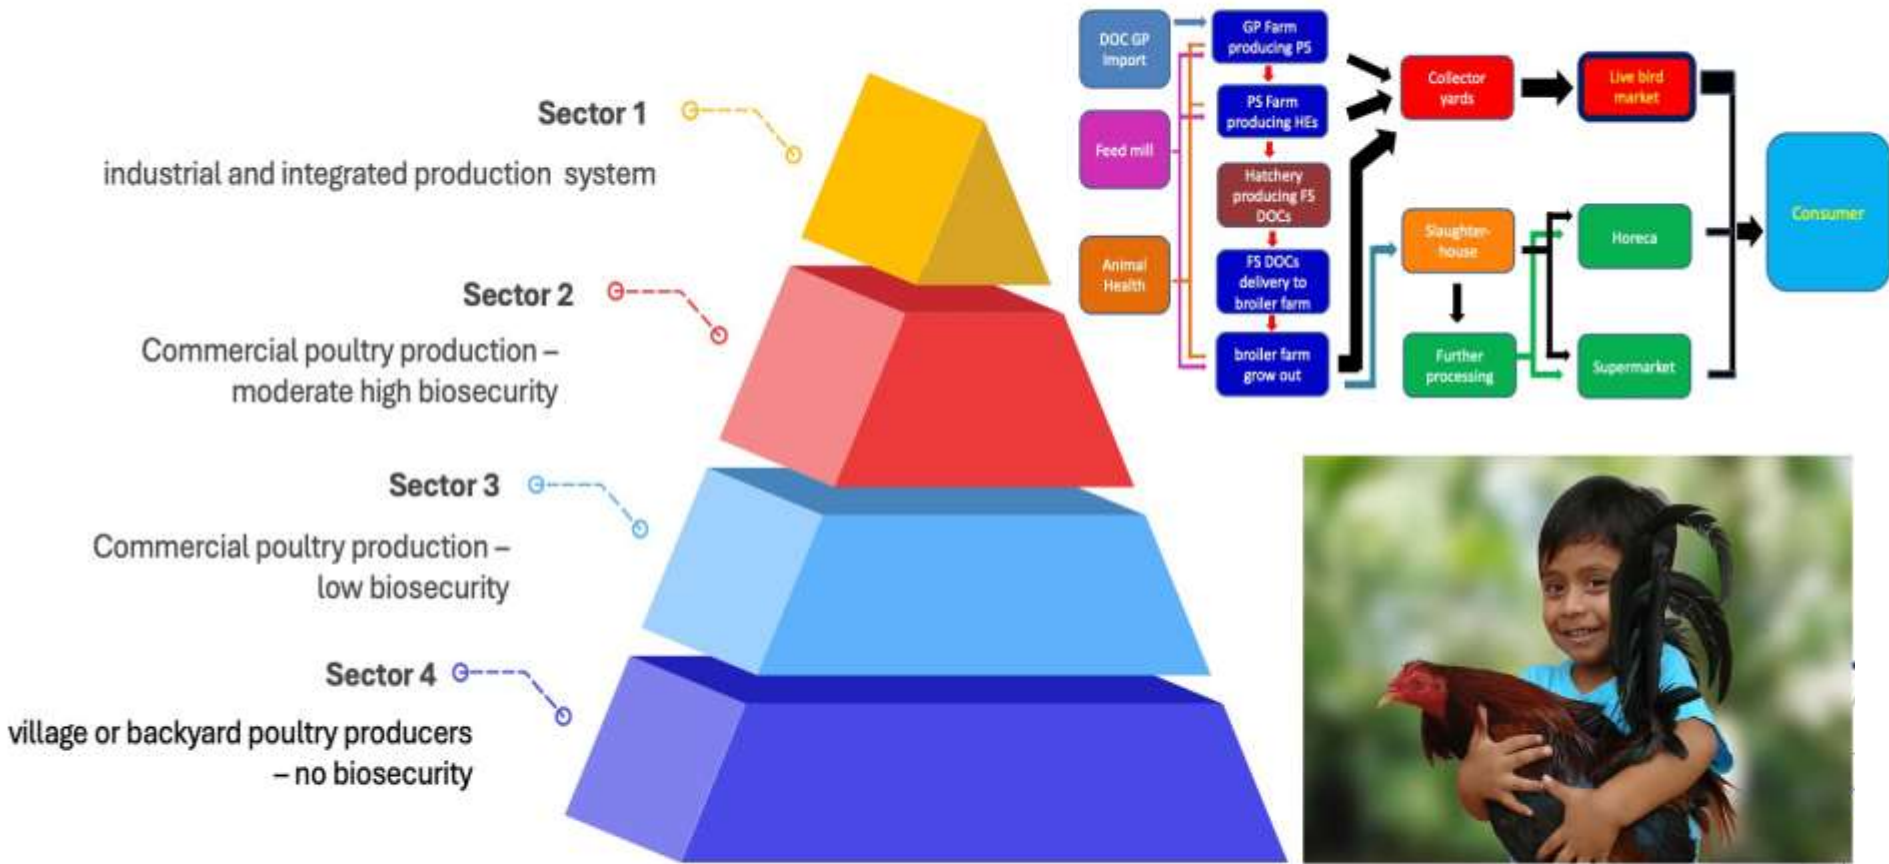 Sector 1
industrial and integrated production system
Sector 2
Commercial poultry production –
moderate high biosecurity
Sector 3
Commercial poultry production –
low biosecurity
Sector 4
village or backyard poultry producers
– no biosecurity
DOC GP
Import
Feed mill
Animal
Health
GP Farm
producing PS
PS Farm
producing HEs
Hatchery
producing FS
DOCs
FS DOCs
delivery to
broiler farm
broiler farm
grow out
Collector
yards
Live bird
market
Slaughter-
house
Horeca
Further
processing
Supermarket
Consumer